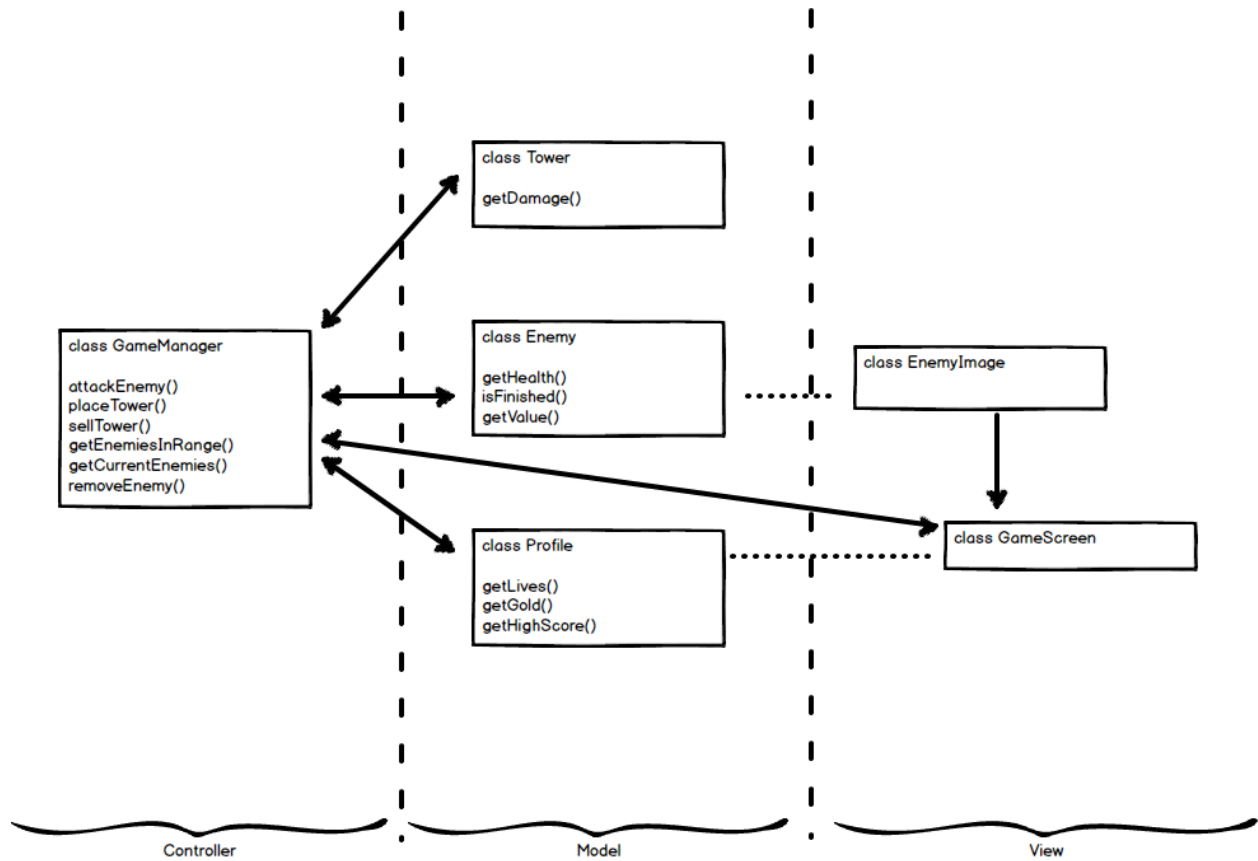 class Tower
getDamage()
class GameManager
attackEnemy()
placeTower()
sellTower()
getEnemiesInRange()
getCurrentEnemies()
removeEnemy()
class Enemy
getHealth()
isFinished()
getValue()
class EnemyImage
class Profile
getLives()
getGold()
getHighScore()
class GameScreen
Controller
Model
View